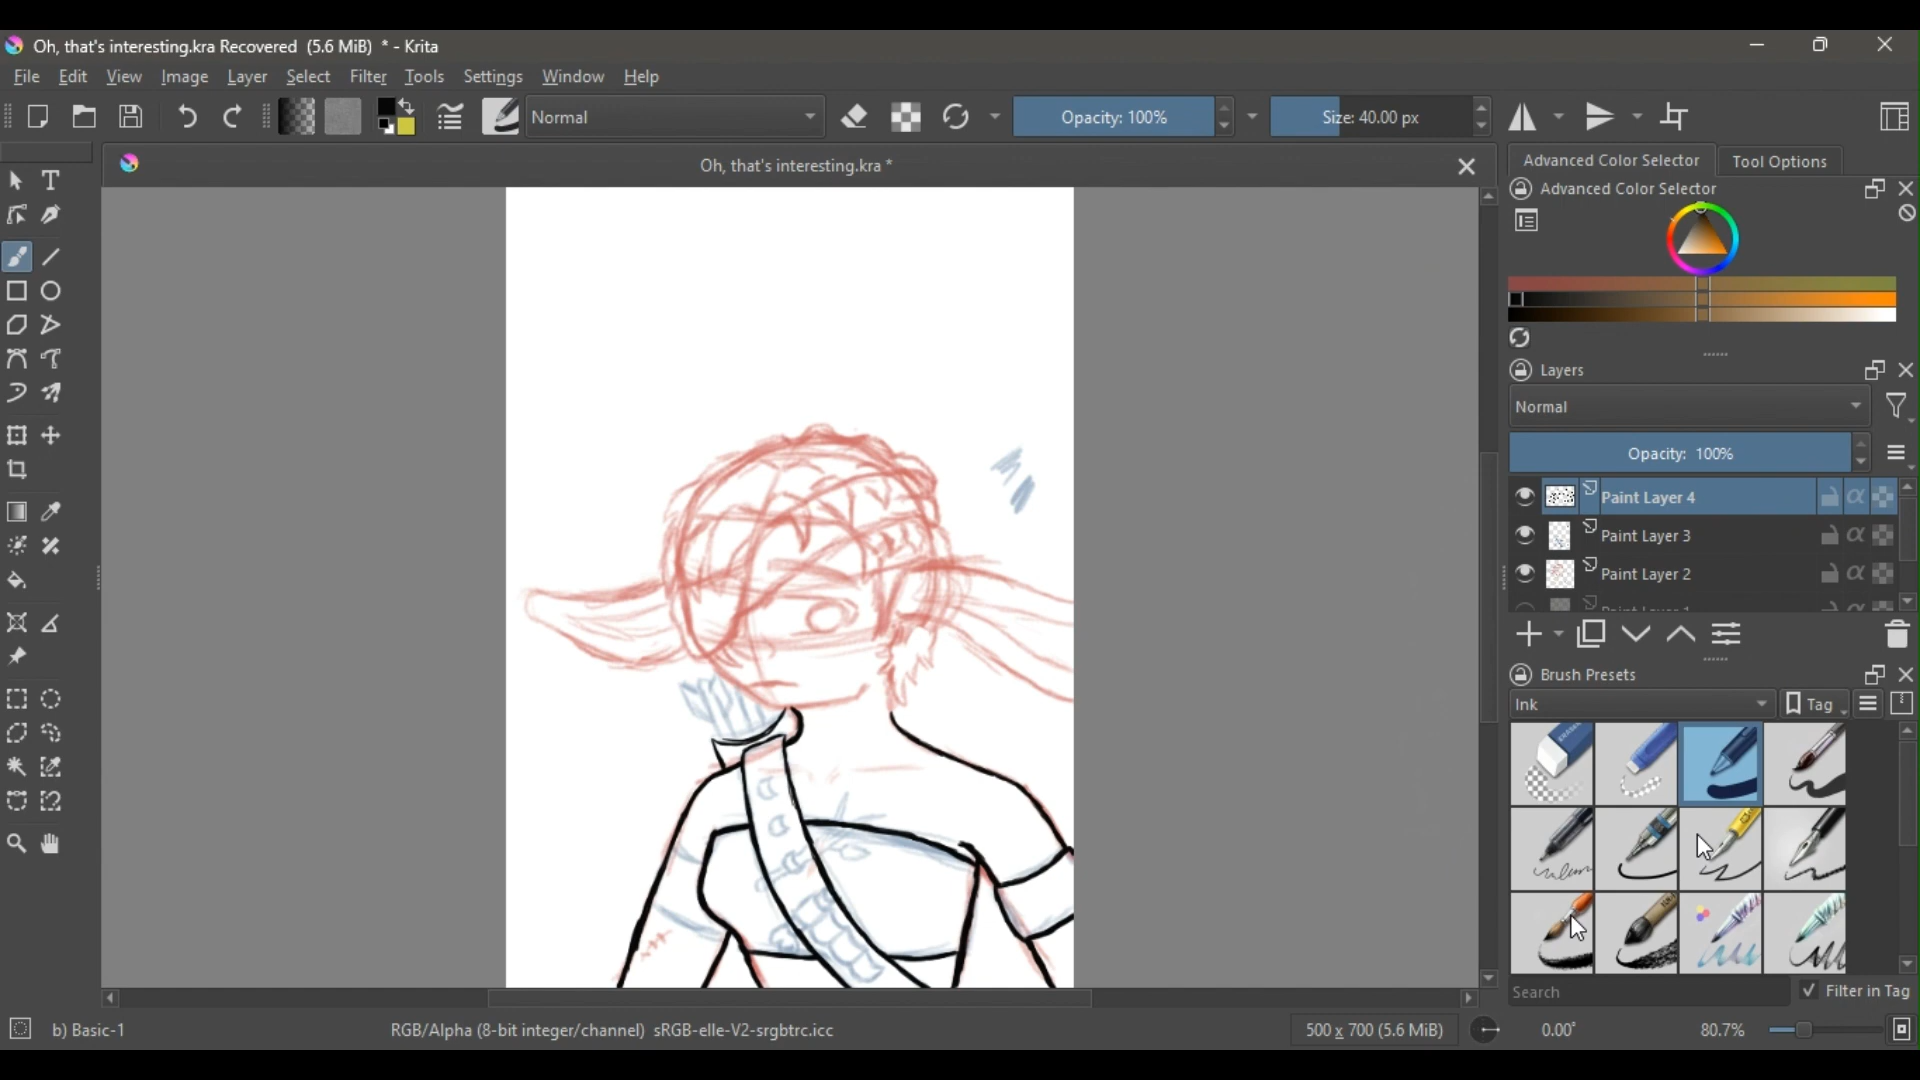 Oh, that's interesting.kra Recovered (5.6 MiB) * - Krita
File Edit View Image Layer Select Filter Tools Settings Window Help
Normal
Opacity: 100%
Size: 40.00 px
Oh, that's interesting.kra *
Advanced Color Selector
Tool Options
Advanced Color Selector
Layers
Normal
Opacity: 100%
Paint Layer 4
Paint Layer 3
Paint Layer 2
Paint Layer 1
Brush Presets
Ink
Tag
Search
Filter in Tag
b) Basic-1
RGB/Alpha (8-bit integer/channel) sRGB-elle-V2-srgbtrc.icc
500 x 700 (5.6 MiB)
0.00°
80.7%